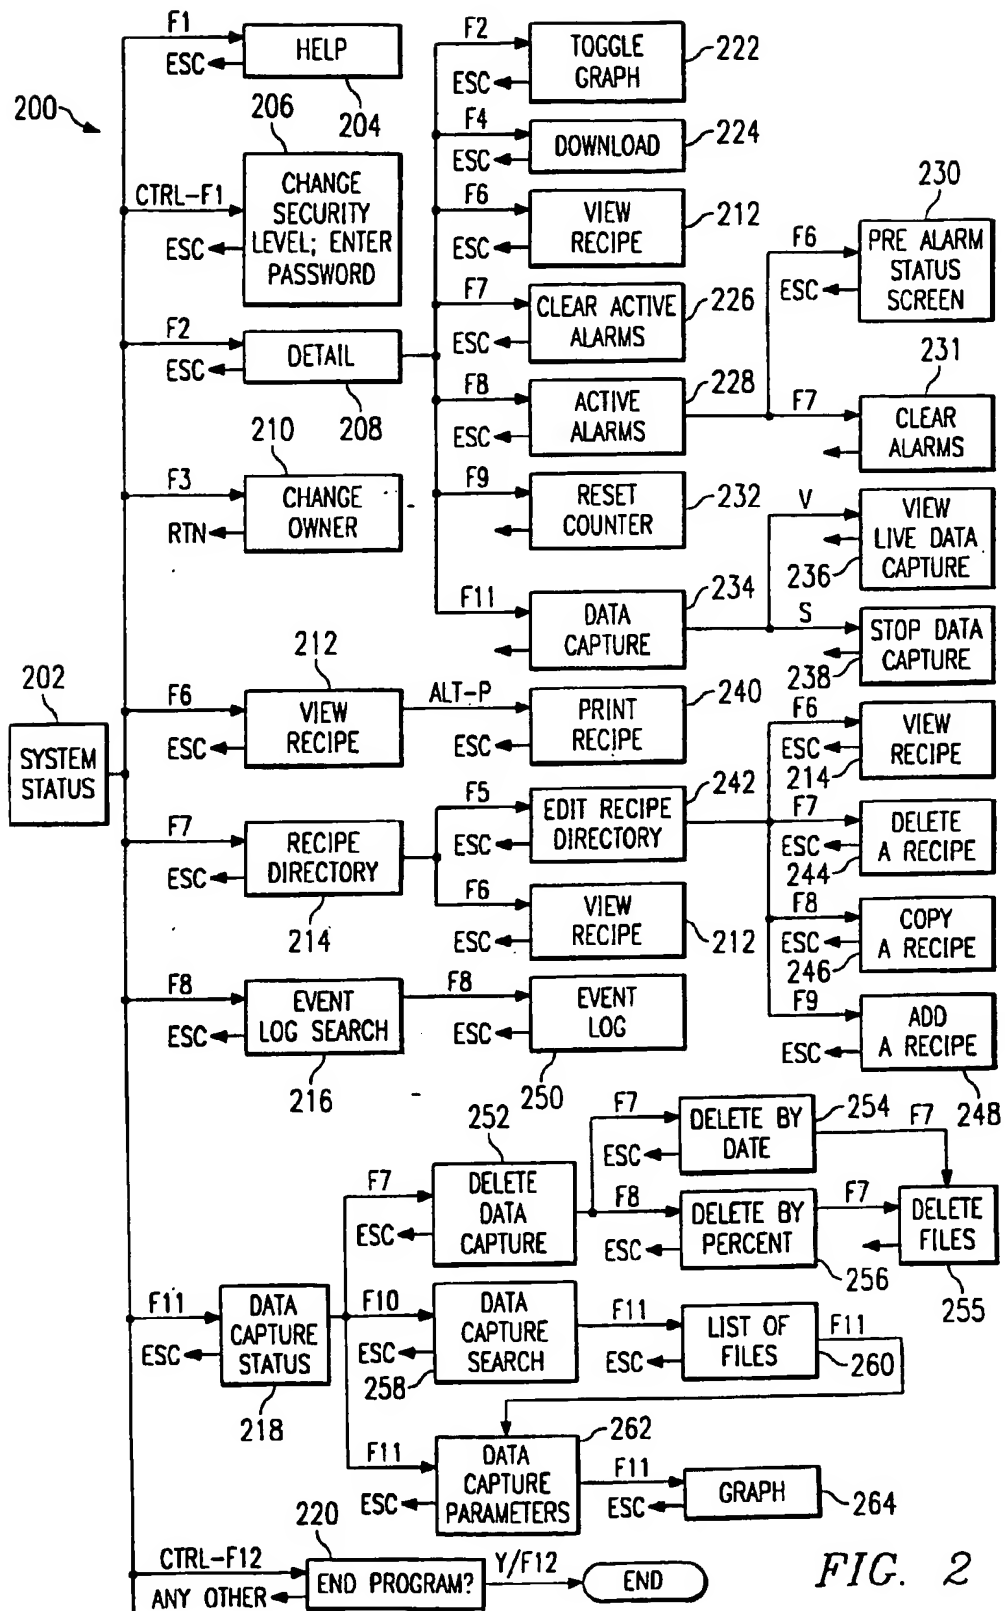 F1
HELP
ESC
204
200
206
CTRL-F1
CHANGE
SECURITY
LEVEL; ENTER
PASSWORD
ESC
F2
DETAIL
ESC
208
210
F3
CHANGE
OWNER
RTN
F2
TOGGLE
GRAPH
ESC
222
F4
DOWNLOAD
ESC
224
F6
VIEW
RECIPE
ESC
212
F7
CLEAR ACTIVE
ALARMS
ESC
226
F8
ACTIVE
ALARMS
ESC
228
F9
RESET
COUNTER
232
F11
DATA
CAPTURE
234
230
F6
PRE ALARM
STATUS
SCREEN
ESC
231
F7
CLEAR
ALARMS
V
VIEW
LIVE DATA
CAPTURE
236
S
STOP DATA
CAPTURE
238
202
SYSTEM
STATUS
212
F6
VIEW
RECIPE
ESC
ALT-P
PRINT
RECIPE
ESC
240
F7
RECIPE
DIRECTORY
ESC
214
F5
EDIT RECIPE
DIRECTORY
ESC
242
F6
VIEW
RECIPE
ESC
212
F6
VIEW
RECIPE
ESC
214
F7
DELETE
A RECIPE
ESC
244
F8
COPY
A RECIPE
ESC
246
F9
ADD
A RECIPE
ESC
248
F8
EVENT
LOG SEARCH
ESC
216
F8
EVENT
LOG
ESC
250
F11
DATA
CAPTURE
STATUS
ESC
218
252
F7
DELETE
DATA
CAPTURE
ESC
F7
DELETE BY
DATE
ESC
254
F7
F8
DELETE BY
PERCENT
ESC
256
F7
DELETE
FILES
255
F10
DATA
CAPTURE
SEARCH
ESC
258
F11
LIST OF
FILES
ESC
260
F11
262
F11
DATA
CAPTURE
PARAMETERS
ESC
F11
GRAPH
ESC
264
220
CTRL-F12
END PROGRAM?
ANY OTHER
Y/F12
END
FIG. 2